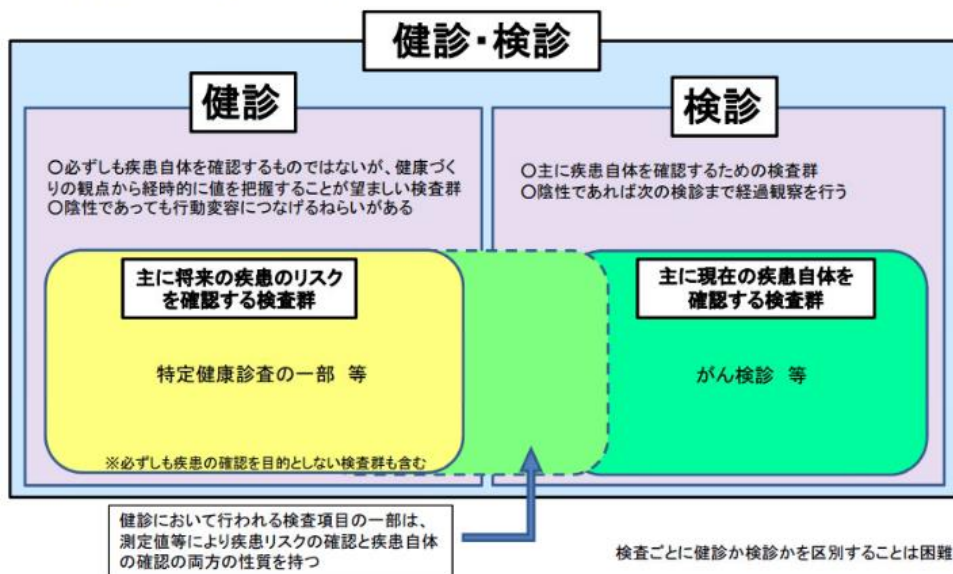 健診・検診
健診
○必ずしも疾患自体を確認するものではないが、健康づく
りの観点から経時的に値を把握することが望ましい検査群
○陰性であっても行動変容につなげるねらいがある
検診
○主に疾患自体を確認するための検査群
○陰性であれば次の検診まで経過観察を行う
主に将来の疾患のリスク
を確認する検査群
特定健康診査の一部 等
※必ずしも疾患の確認を目的としない検査群も含む
主に現在の疾患自体を
確認する検査群
がん検診 等
健診において行われる検査項目の一部は、
測定値等により疾患リスクの確認と疾患自体
の確認の両方の性質を持つ
検査ごとに健診か検診かを区別することは困難